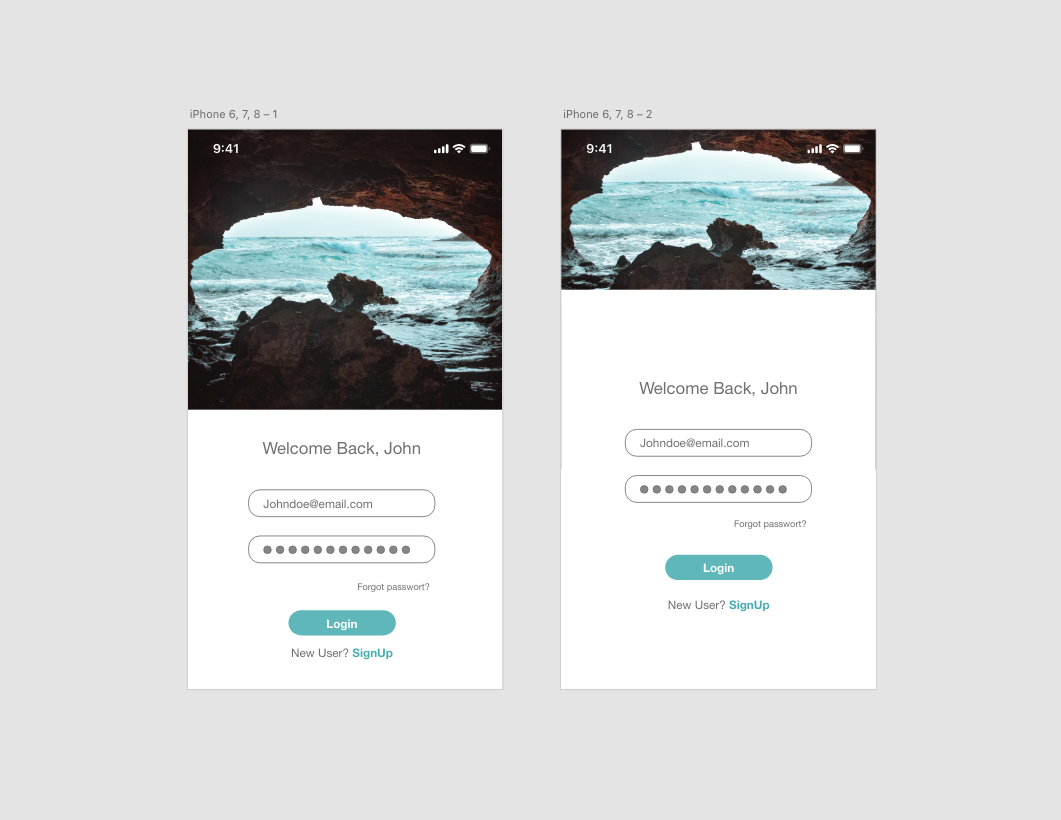 iPhone 6, 7, 8 – 1
9:41
Welcome Back, John
Johndoe@email.com
Forgot passwort?
Login
New User? SignUp
iPhone 6, 7, 8 – 2
9:41
Welcome Back, John
Johndoe@email.com
Forgot passwort?
Login
New User? SignUp